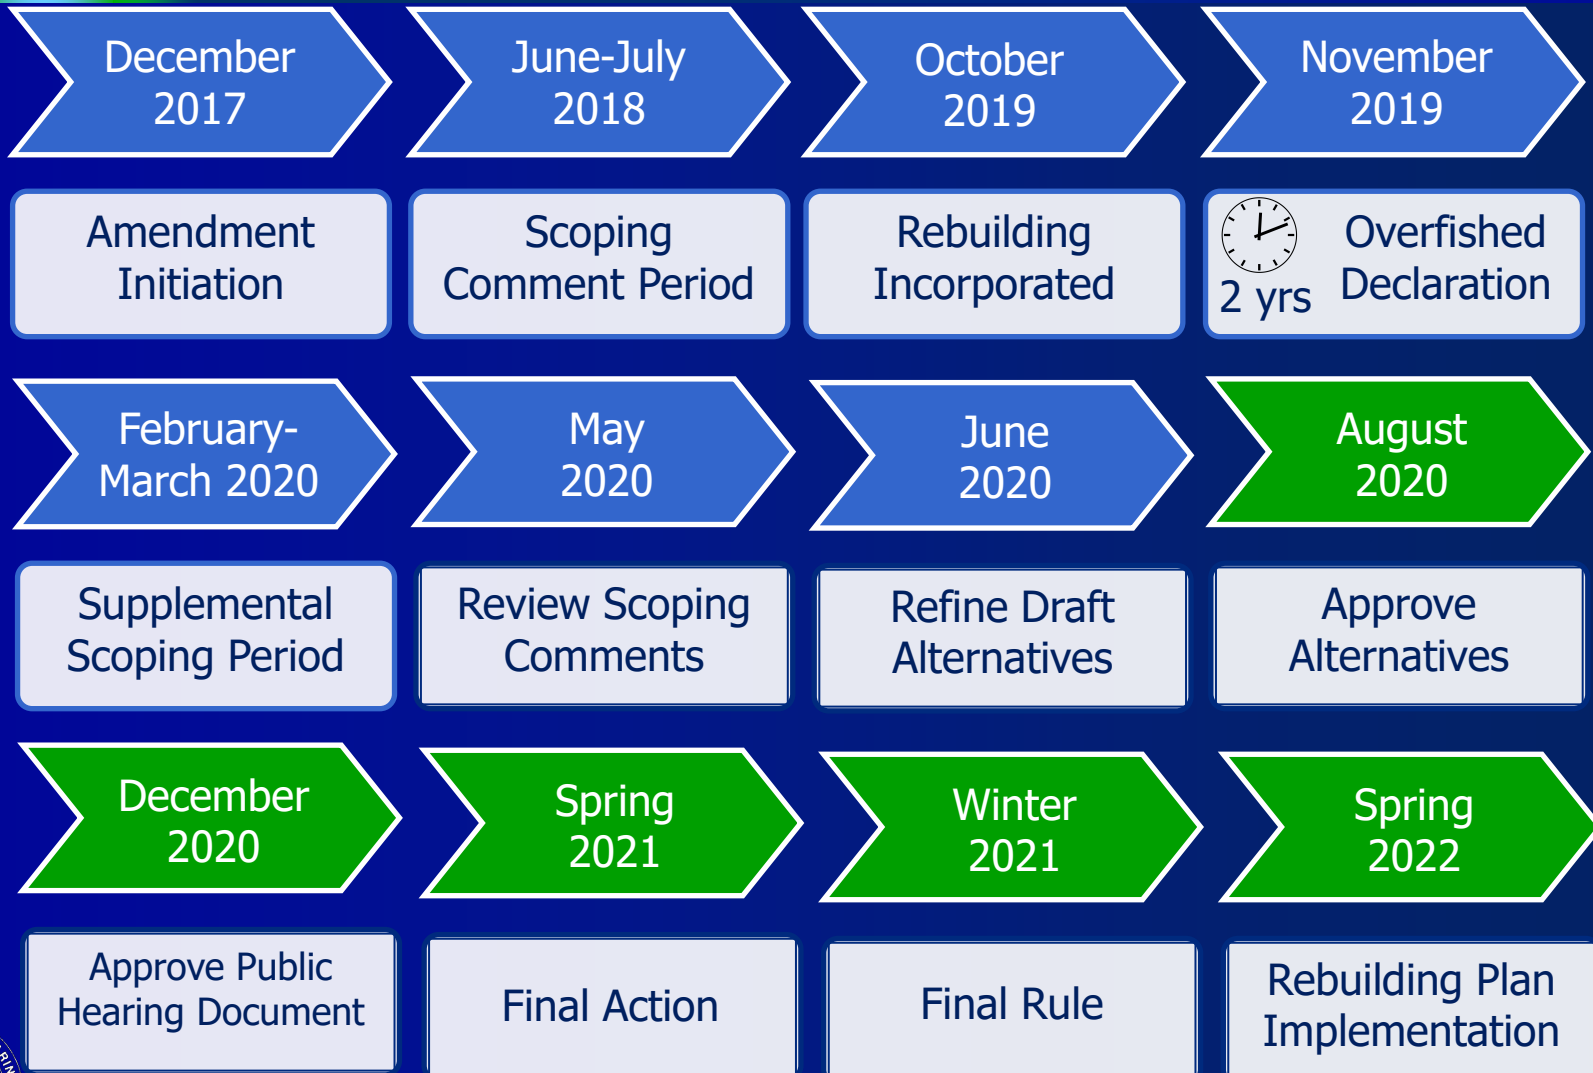 December
2017
June-July
2018
October
2019
November
2019
Amendment
Initiation
Scoping
Comment Period
Rebuilding
Incorporated
2 yrs
Overfished
Declaration
February-
March 2020
May
2020
June
2020
August
2020
Supplemental
Scoping Period
Review Scoping
Comments
Refine Draft
Alternatives
Approve
Alternatives
December
2020
Spring
2021
Winter
2021
Spring
2022
Approve Public
Hearing Document
Final Action
Final Rule
Rebuilding Plan
Implementation